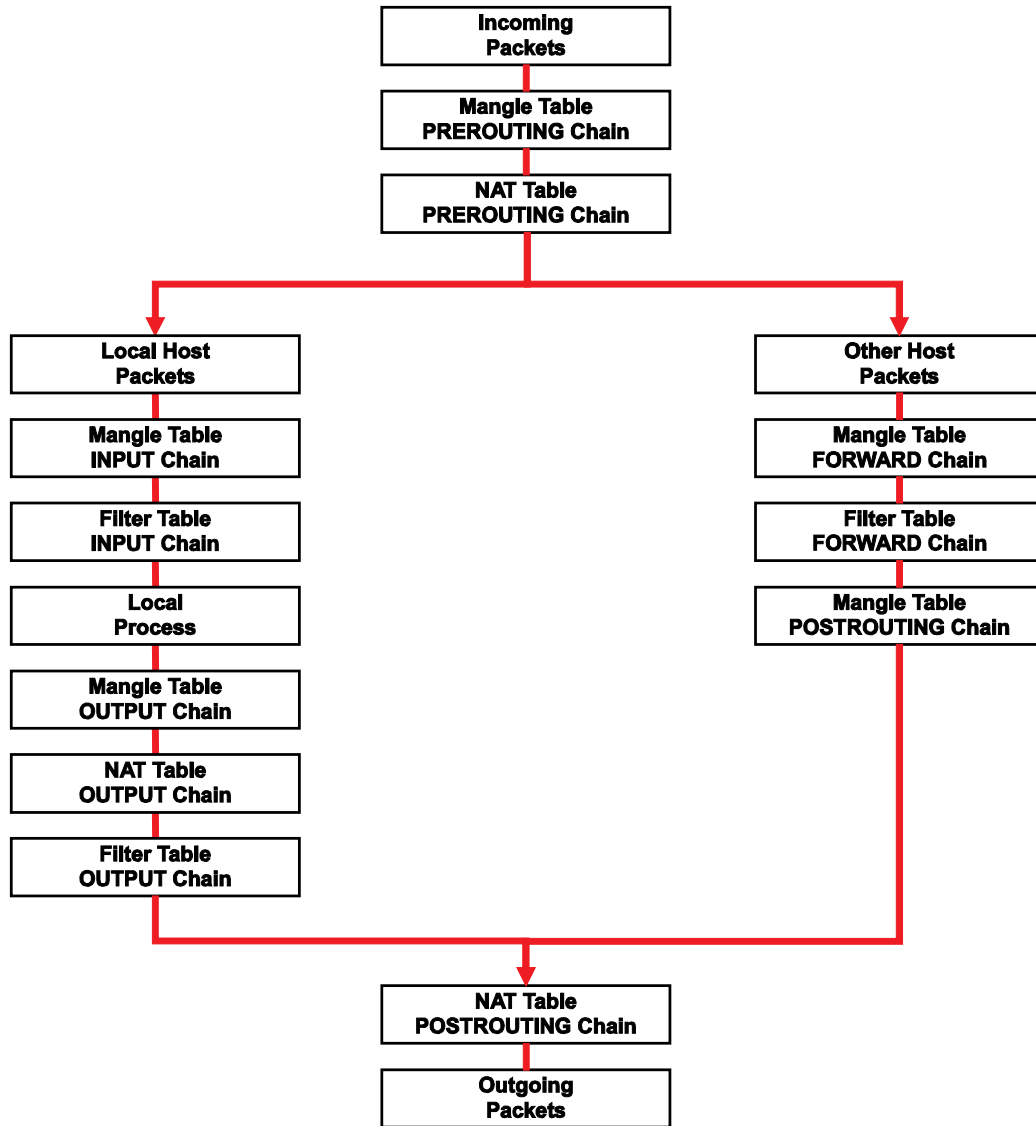 Incoming
Packets
Mangle Table
PREROUTING Chain
NAT Table
PREROUTING Chain
Local Host
Packets
Mangle Table
INPUT Chain
Filter Table
INPUT Chain
Local
Process
Mangle Table
OUTPUT Chain
NAT Table
OUTPUT Chain
Filter Table
OUTPUT Chain
Other Host
Packets
Mangle Table
FORWARD Chain
Filter Table
FORWARD Chain
Mangle Table
POSTROUTING Chain
NAT Table
POSTROUTING Chain
Outgoing
Packets